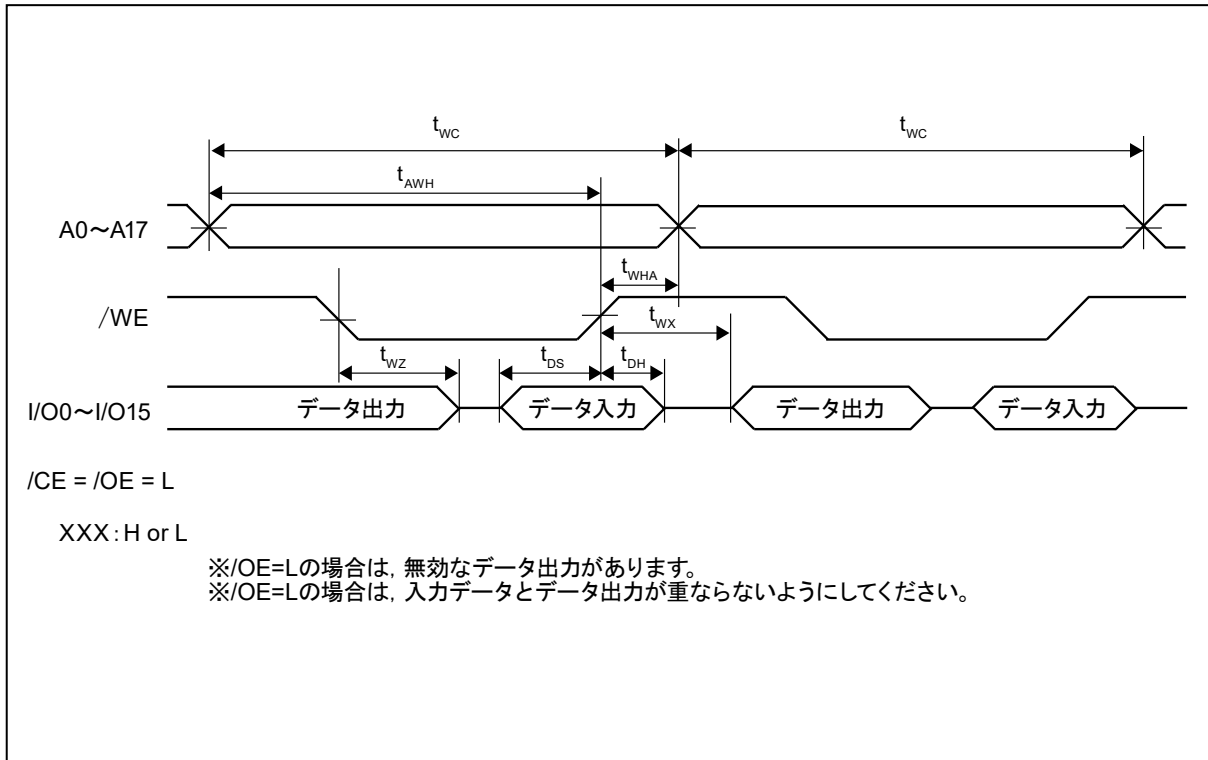 tWC tWC
tAWH
A0～A17
tWHA
/WE
tWX
tWZ tDS tDH
I/O0～I/O15 データ出力 データ入力 データ出力 データ入力
/CE = /OE = L
XXX：H or L
※/OE=Lの場合は，無効なデータ出力があります。
※/OE=Lの場合は，入力データとデータ出力が重ならないようにしてください。